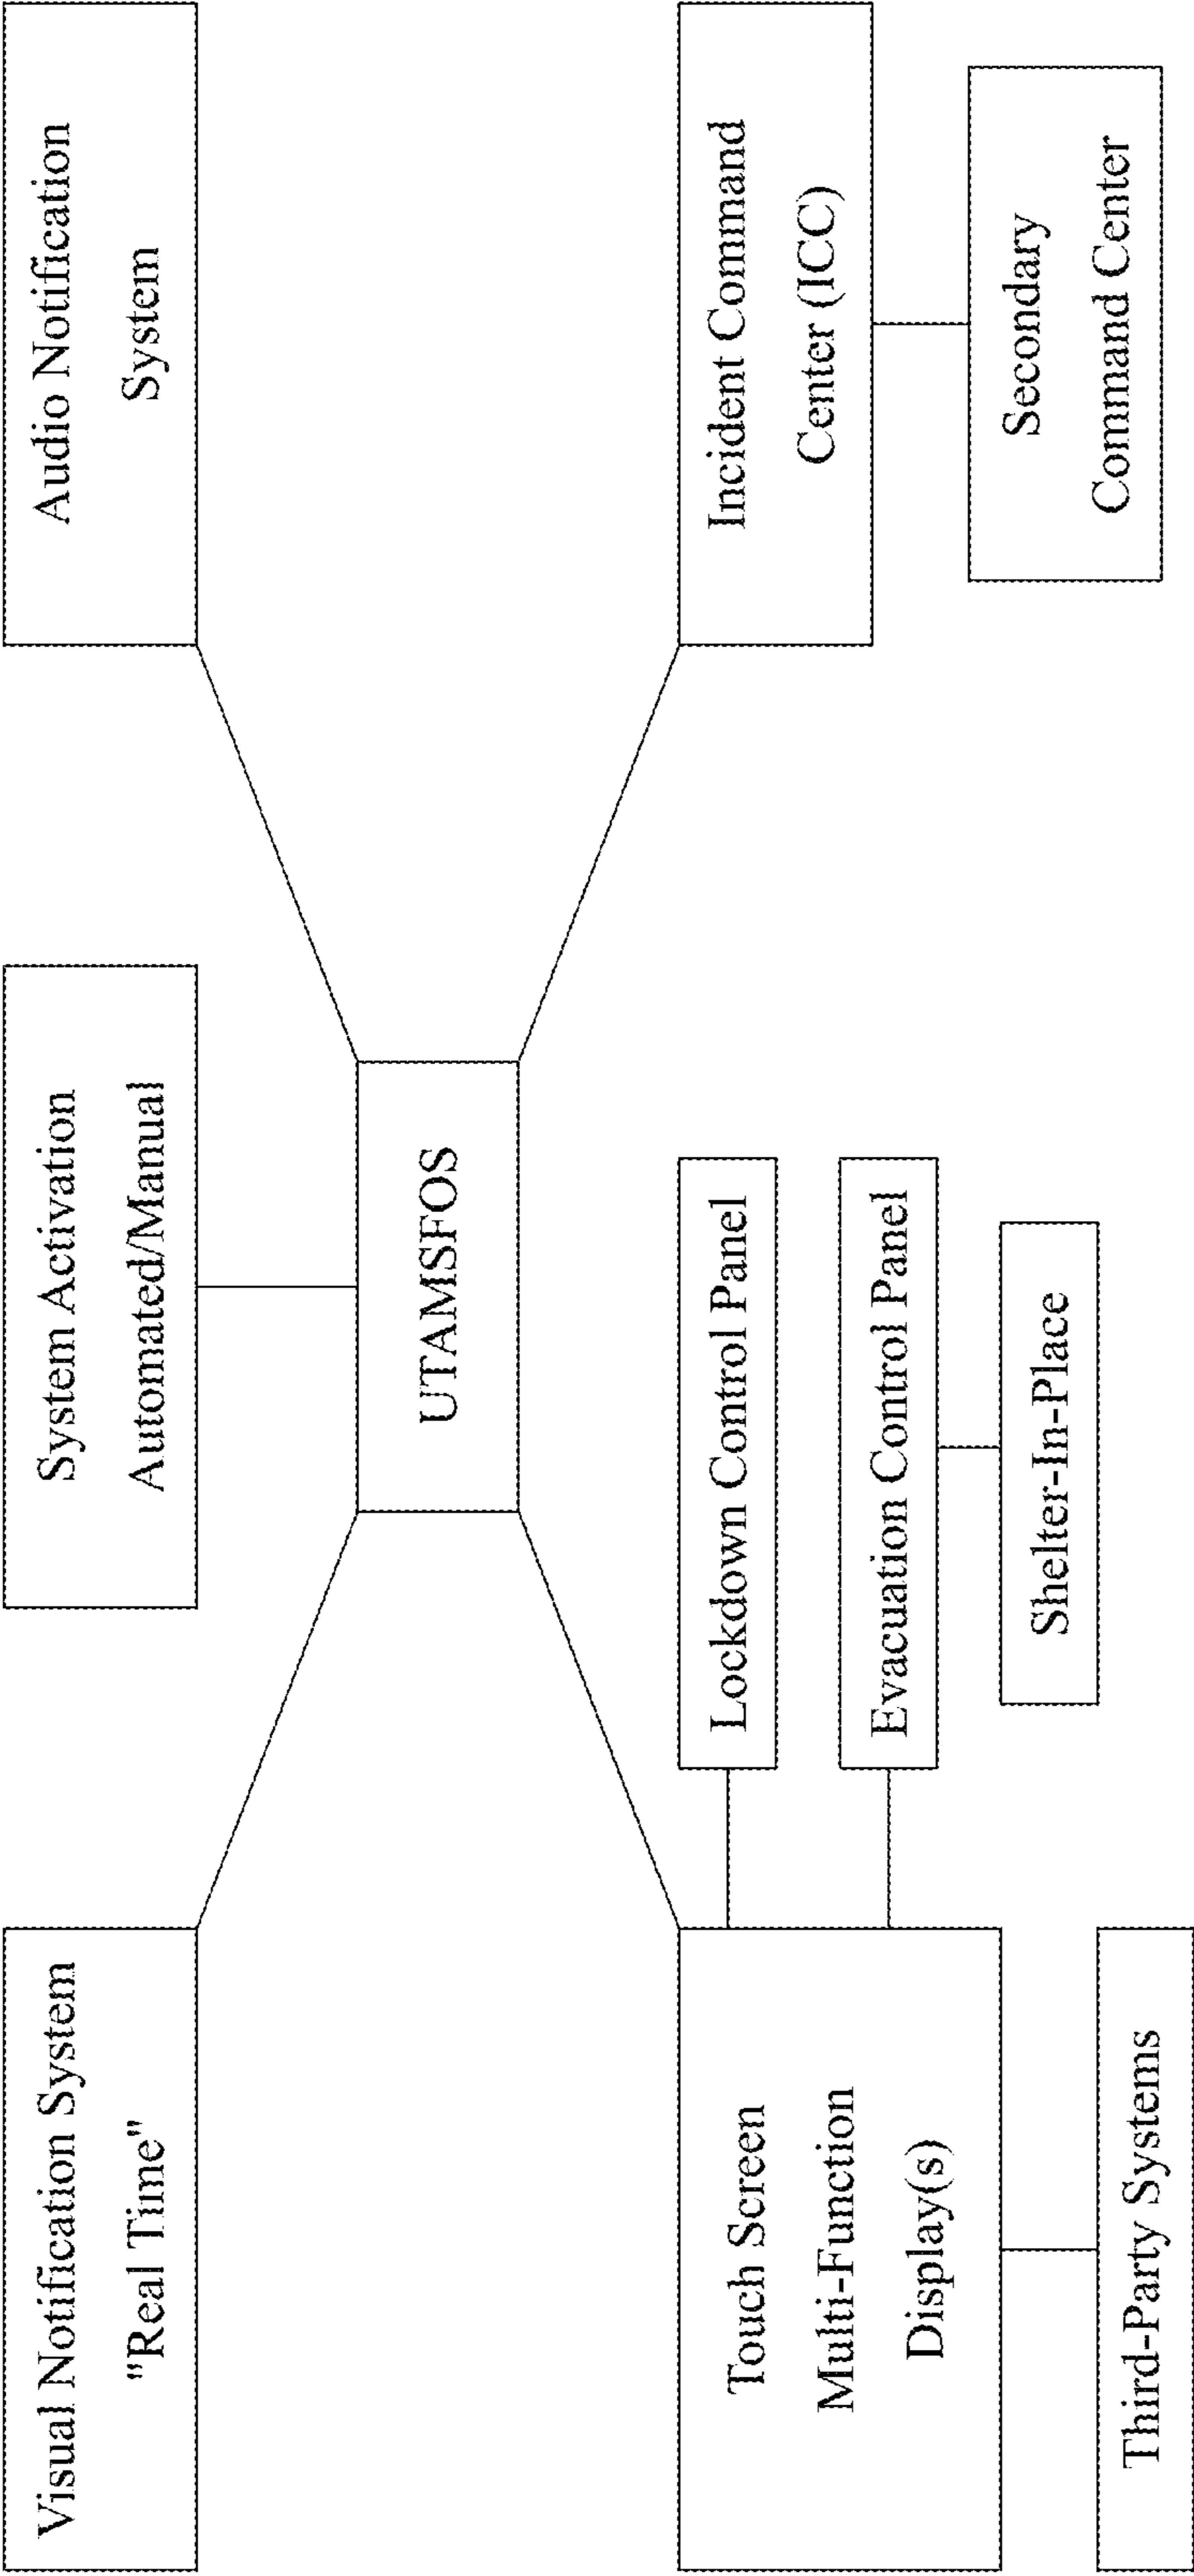 Visual Notification System
"Real Time"
System Activation
Automated/Manual
Audio Notification
System
UTAMSFOS
Touch Screen
Multi-Function
Display(s)
Lockdown Control Panel
Evacuation Control Panel
Shelter-In-Place
Third-Party Systems
Incident Command
Center (ICC)
Secondary
Command Center